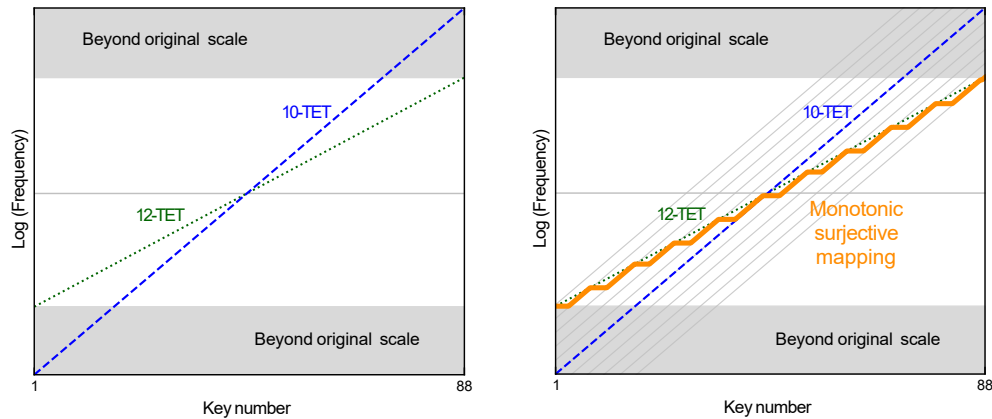 Beyond original scale
10-TET
12-TET
Beyond original scale
Log (Frequency)
1
88
Key number
Beyond original scale
10-TET
12-TET
Monotonic
surjective
mapping
Beyond original scale
Log (Frequency)
1
88
Key number